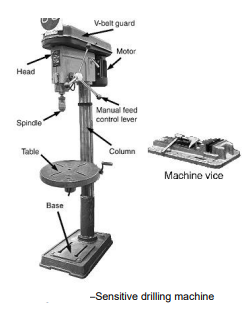 V-belt guard
Motor
Head
Manual feed
control lever
Spindle
Table
Column
Machine vice
Base
–Sensitive drilling machine